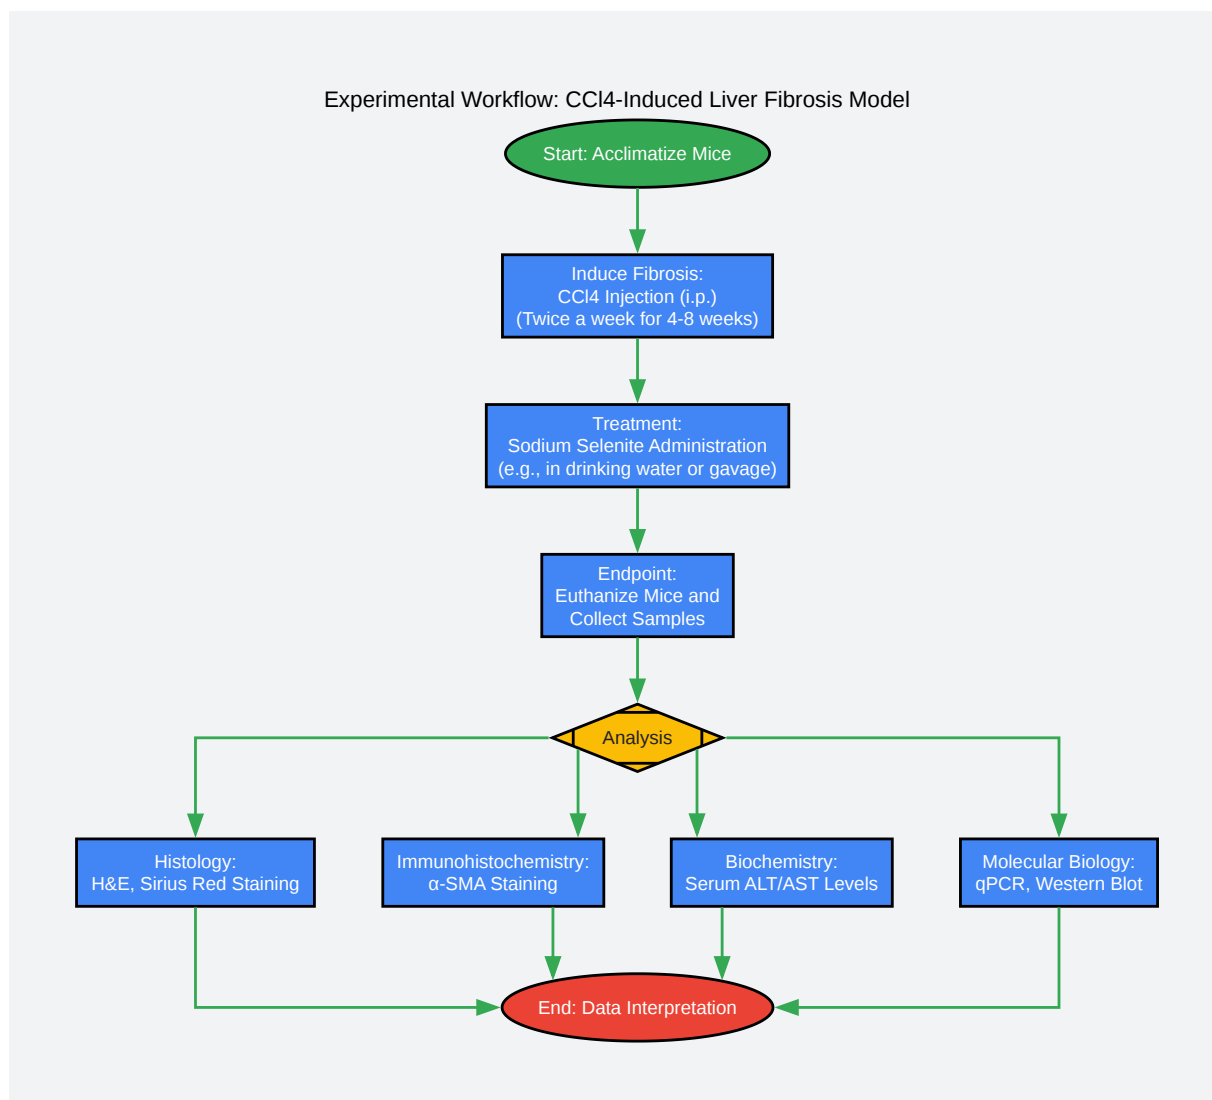 Experimental Workflow: CCl4-Induced Liver Fibrosis Model
Start: Acclimatize Mice
Induce Fibrosis:
CCl4 Injection (i.p.)
(Twice a week for 4-8 weeks)
Treatment:
Sodium Selenite Administration
(e.g., in drinking water or gavage)
Endpoint:
Euthanize Mice and
Collect Samples
Analysis
Histology:
H&E, Sirius Red Staining
Immunohistochemistry:
α-SMA Staining
Biochemistry:
Serum ALT/AST Levels
Molecular Biology:
qPCR, Western Blot
End: Data Interpretation